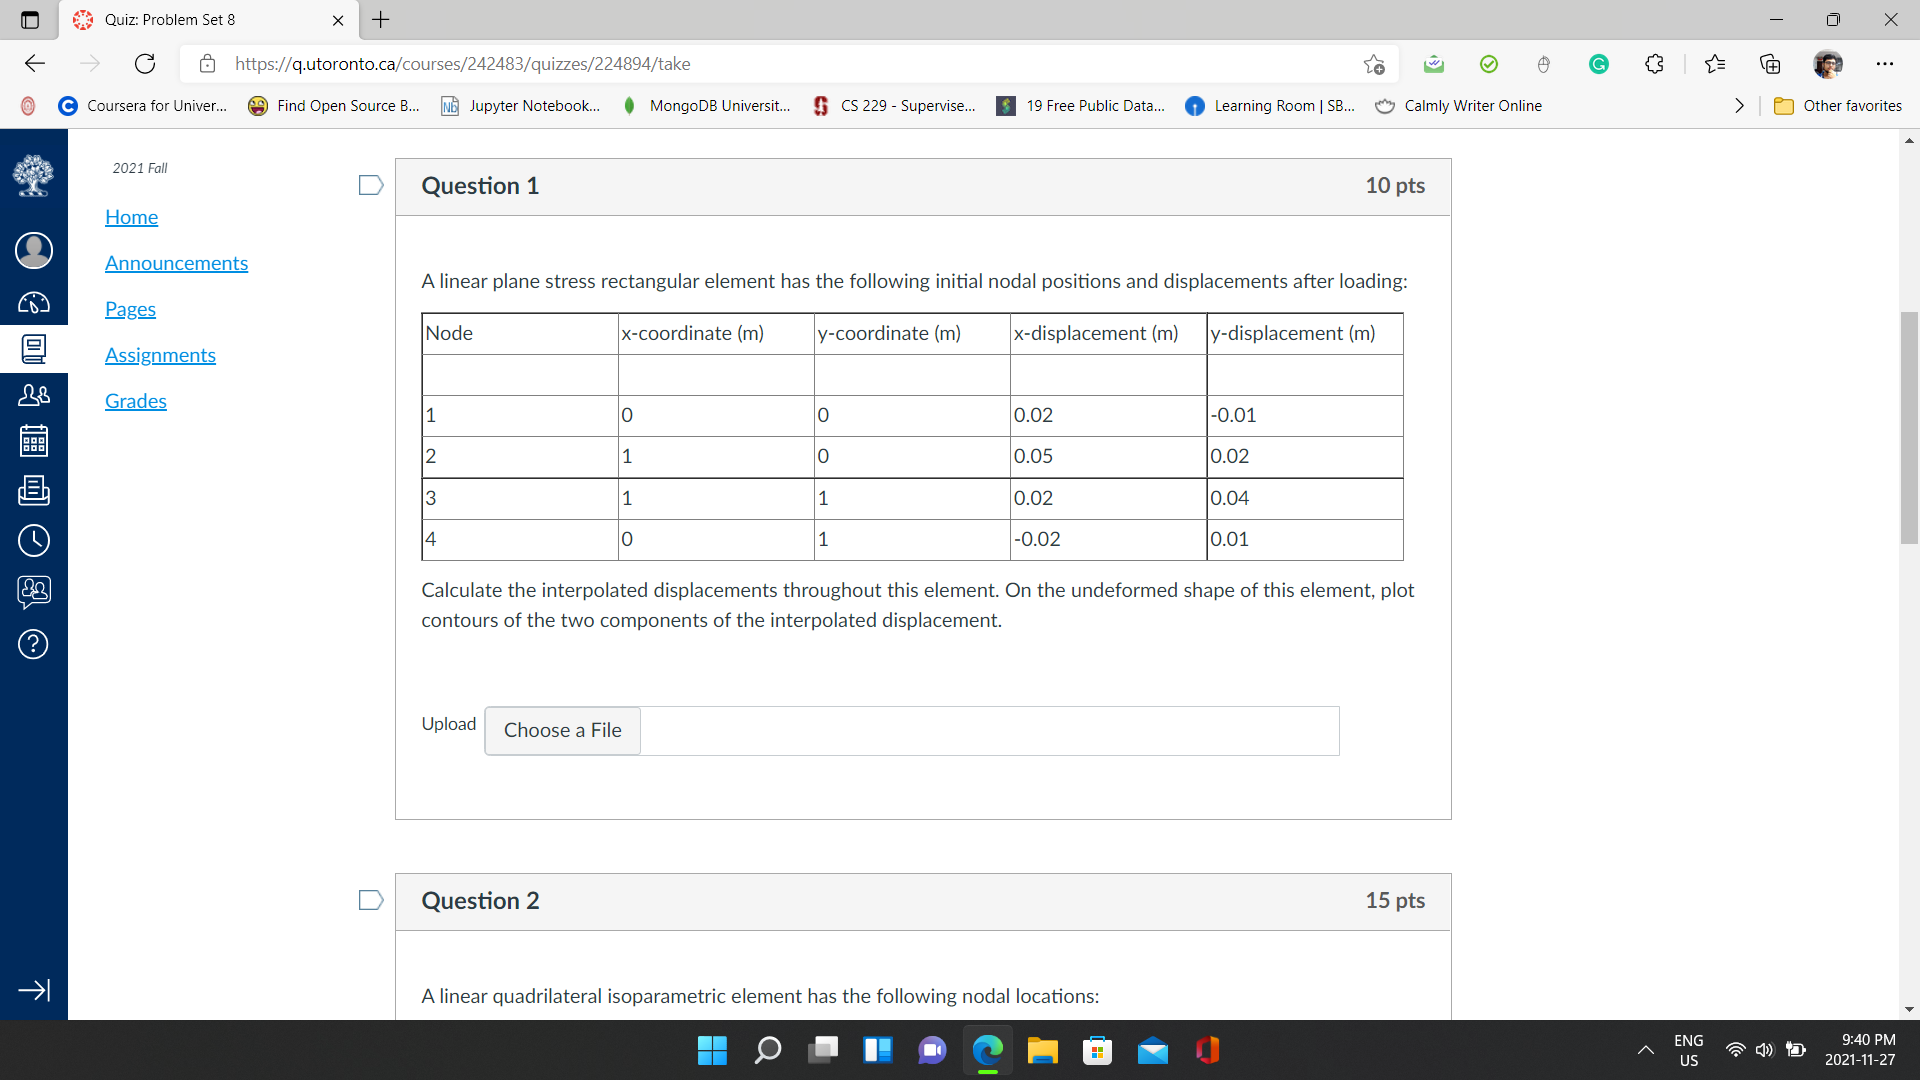 Quiz: Problem Set 8
https://q.utoronto.ca/courses/242483/quizzes/224894/take
Coursera for Univer...
Find Open Source B...
Jupyter Notebook...
MongoDB Universit...
CS 229 - Supervise...
19 Free Public Data...
Learning Room | SB...
Calmly Writer Online
Other favorites
2021 Fall
Home
Announcements
Pages
Assignments
Grades
Question 1
10 pts
A linear plane stress rectangular element has the following initial nodal positions and displacements after loading:
Node x-coordinate (m) y-coordinate (m) x-displacement (m) y-displacement (m)
1 0 0 0.02 -0.01
2 1 0 0.05 0.02
3 1 1 0.02 0.04
4 0 1 -0.02 0.01
Calculate the interpolated displacements throughout this element. On the undeformed shape of this element, plot
contours of the two components of the interpolated displacement.
Upload Choose a File
Question 2
15 pts
A linear quadrilateral isoparametric element has the following nodal locations:
ENG
US
9:40 PM
2021-11-27